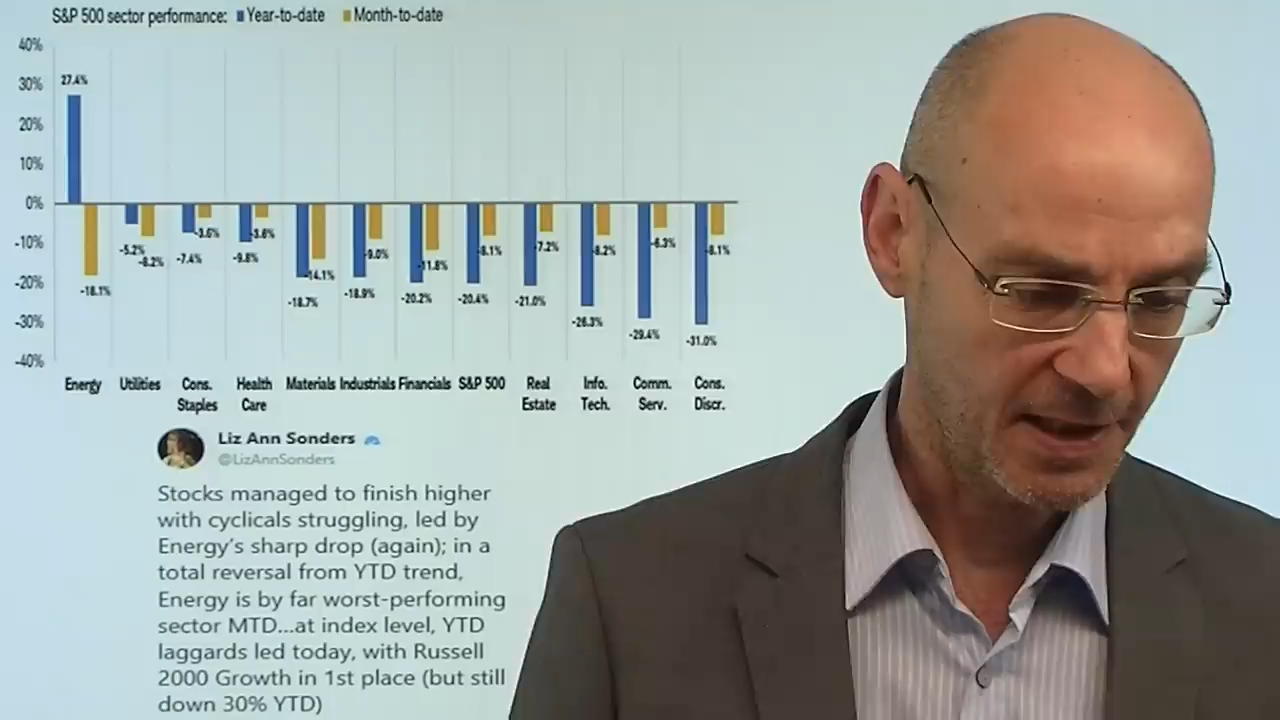 S&P 500 sector performance: Year-to-date Month-to-date
40%
30%
20%
10%
0%
-10%
-20%
-30%
-40%
27.4%
-18.1%
-5.2%
-8.2%
-7.4%
-3.6%
-9.8%
-3.6%
-18.7%
-14.1%
-18.9%
-9.0%
-20.2%
-11.8%
-20.4%
-8.1%
-21.0%
-7.2%
-26.3%
-8.2%
-29.4%
-6.3%
-31.0%
-8.1%
Energy Utilities Cons. Health Materials Industrials Financials S&P 500 Real Info. Comm. Cons.
Staples Care Estate Tech. Serv. Discr.
Liz Ann Sonders
@LizAnnSonders
Stocks managed to finish higher
with cyclicals struggling, led by
Energy's sharp drop (again); in a
total reversal from YTD trend,
Energy is by far worst-performing
sector MTD...at index level, YTD
laggards led today, with Russell
2000 Growth in 1st place (but still
down 30% YTD)